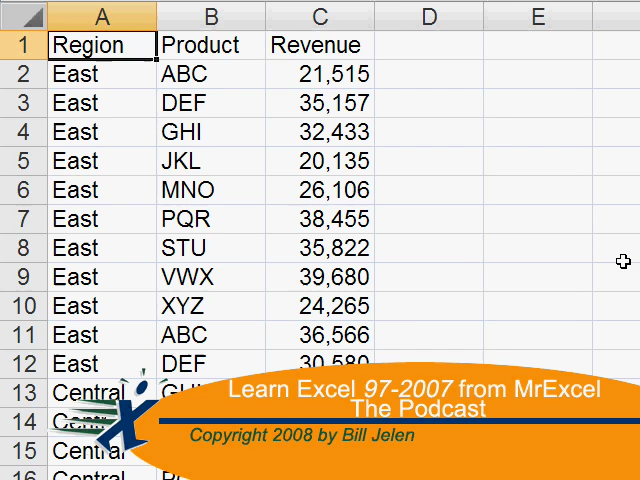 A B C D E
1 Region Product Revenue
2 East ABC 21,515
3 East DEF 35,157
4 East GHI 32,433
5 East JKL 20,135
6 East MNO 26,106
7 East PQR 38,455
8 East STU 35,822
9 East VWX 39,680
10 East XYZ 24,265
11 East ABC 36,566
12 East DEF 30,580
13 Central
14 Central
15 Central
16 Central
Learn Excel 97-2007 from MrExcel
The Podcast
Copyright 2008 by Bill Jelen